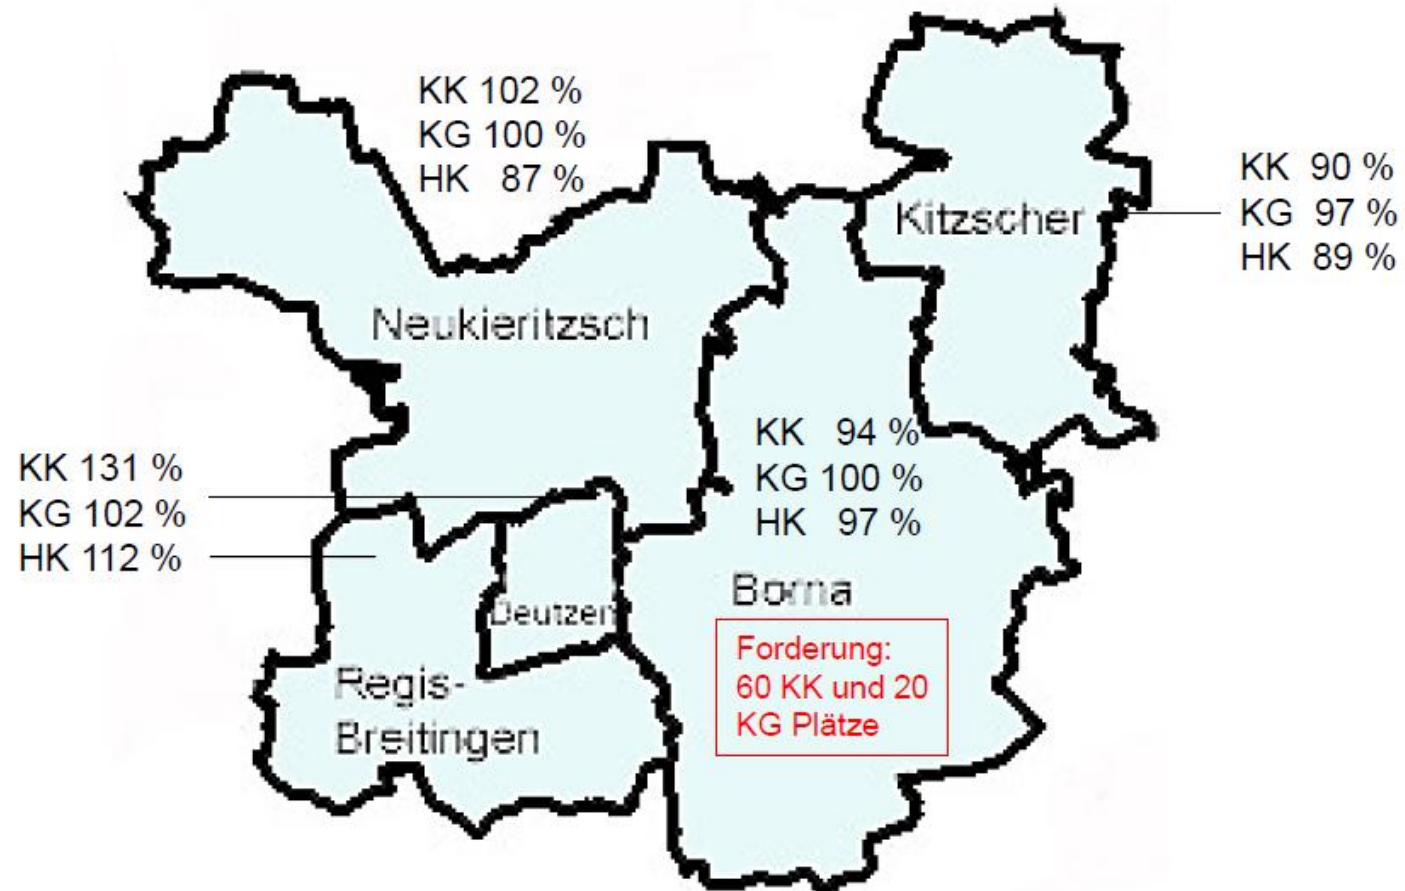 KK 102 %
KG 100 %
HK 87 %
KK 90 %
KG 97 %
HK 89 %
Kitzscher
Neukieritzsch
KK 94 %
KG 100 %
HK 97 %
KK 131 %
KG 102 %
HK 112 %
Borna
Deutzen
Forderung:
60 KK und 20
KG Plätze
Regis-
Breitingen